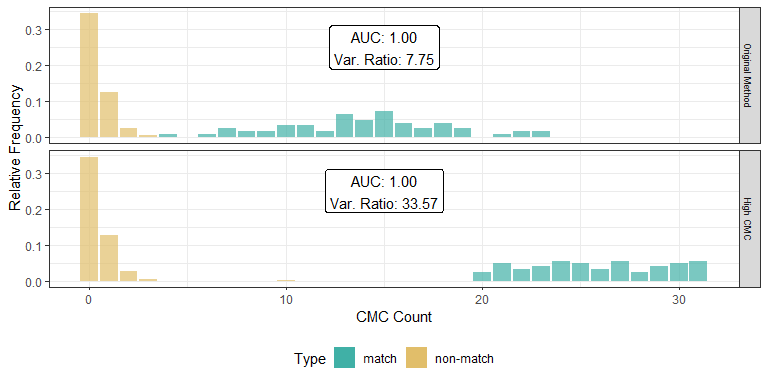 AUC: 1.00
Var. Ratio: 7.75
0.3
0.2
0.1
0.0
Original Method
AUC: 1.00
Var. Ratio: 33.57
0.3
0.2
0.1
0.0
High CMC
Relative Frequency
0 10 20 30
CMC Count
Type match non-match